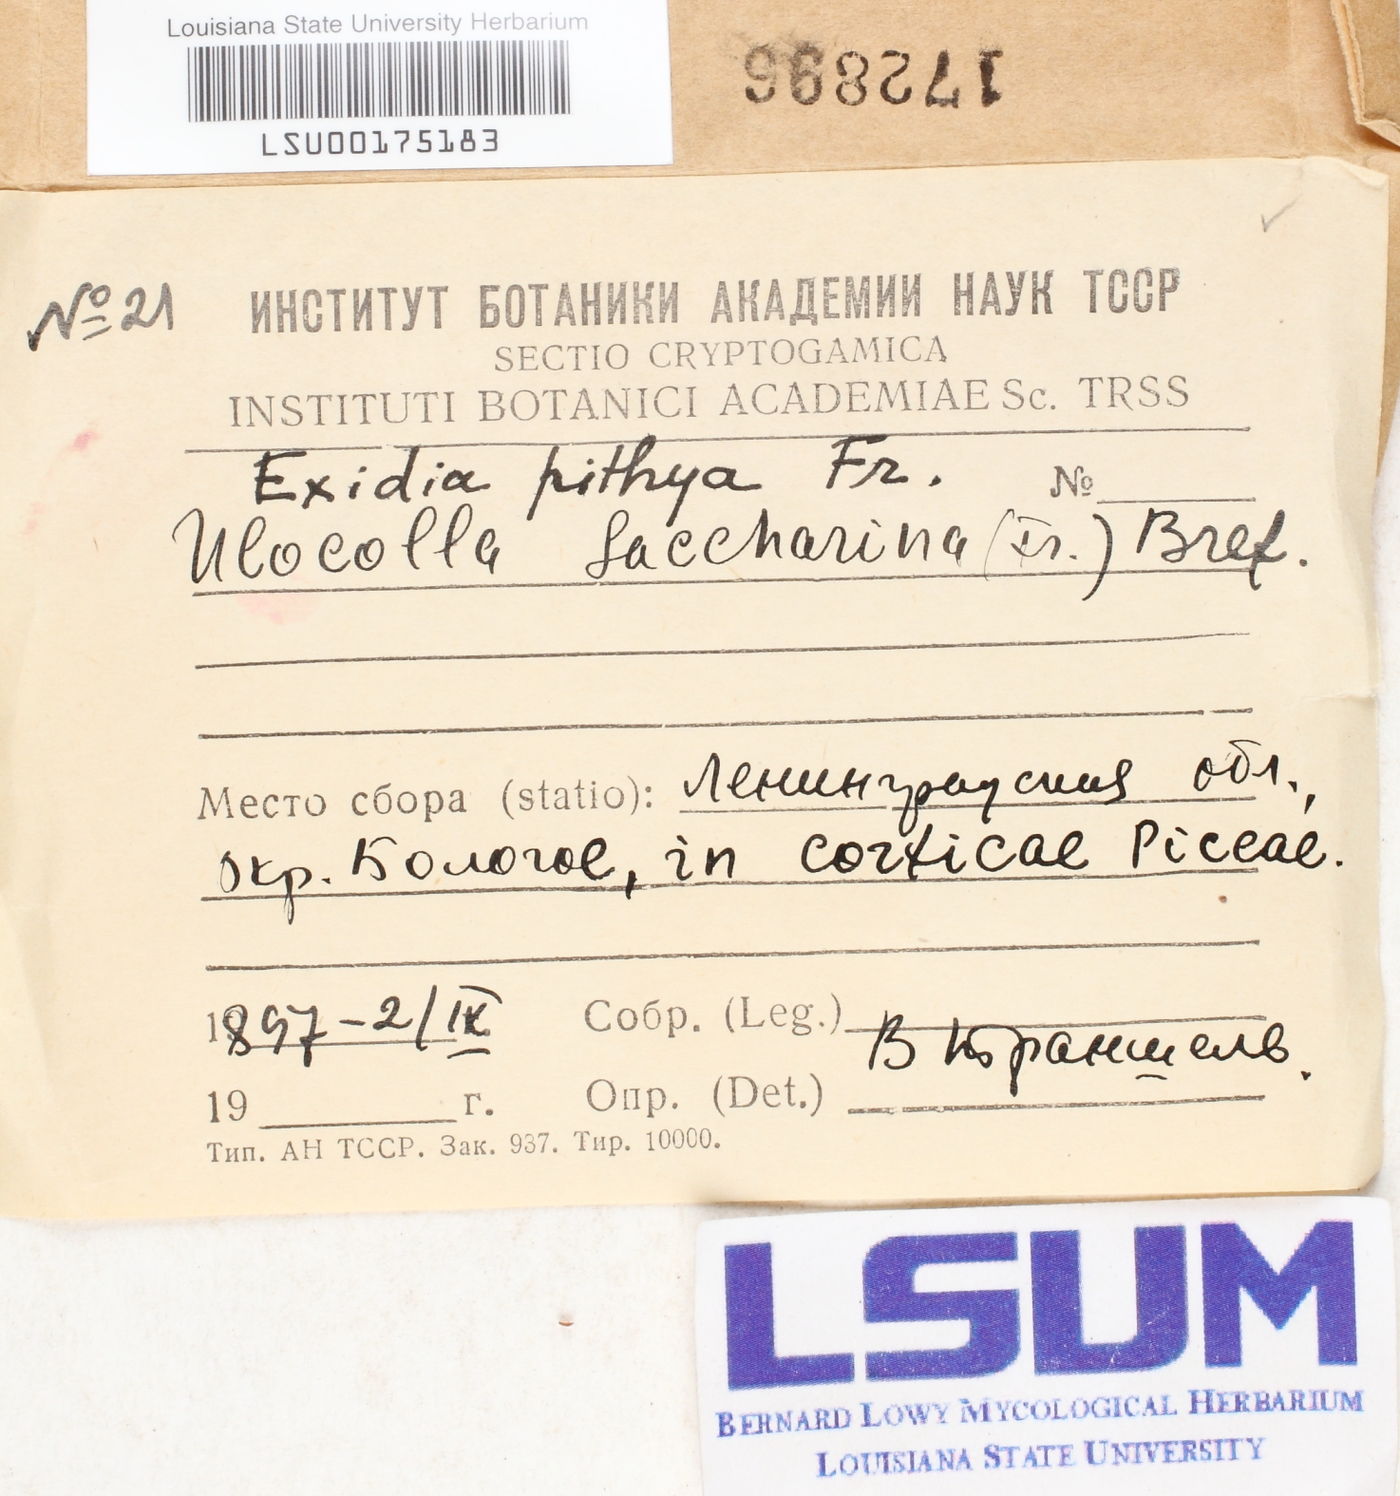 Louisiana State University Herbarium
LSU00175183
172896
№ 21
ИНСТИТУТ БОТАНИКИ АКАДЕМИИ НАУК ТССР
SECTIO CRYPTOGAMICA
INSTITUTI BOTANICI ACADEMIAE Sc. TRSS
Exidia pithya Fr. №
Ulocolla saccharina (Fr.) Bref.
Место сбора (statio): Ленинградская обл.,
окр. Бологое, in corticae Piceae.
1897-2/IX Собр. (Leg.)
В Траншель.
19 г. Опр. (Det.)
Тип. АН ТССР. Зак. 937. Тир. 10000.
LSUM
BERNARD LOWY MYCOLOGICAL HERBARIUM
LOUISIANA STATE UNIVERSITY